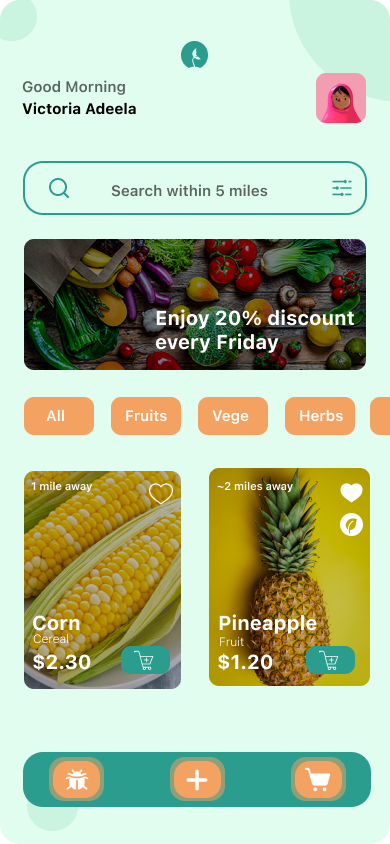 Good Morning
Victoria Adeela
Search within 5 miles
Enjoy 20% discount
every Friday
All
Fruits
Vege
Herbs
1 mile away
Corn
Cereal
$2.30
~2 miles away
Pineapple
Fruit
$1.20